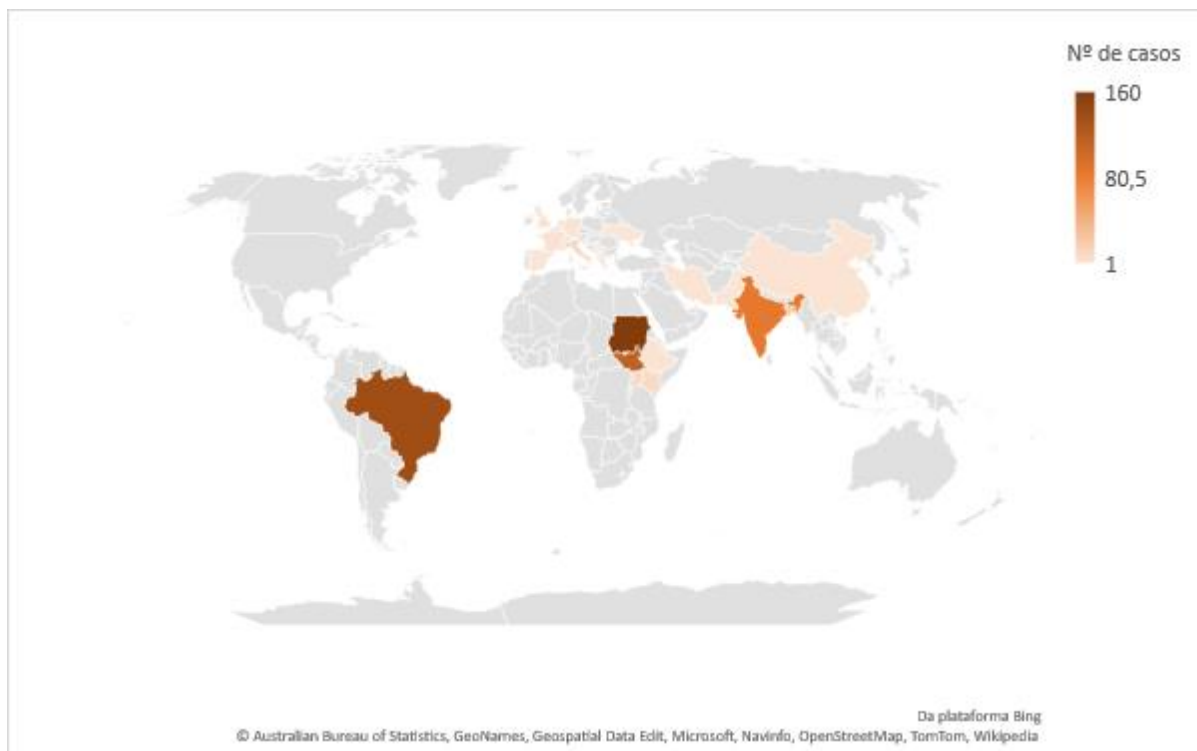 Nº de casos
160
80,5
1
Da plataforma Bing
© Australian Bureau of Statistics, GeoNames, Geospatial Data Edit, Microsoft, Navinfo, OpenStreetMap, TomTom, Wikipedia